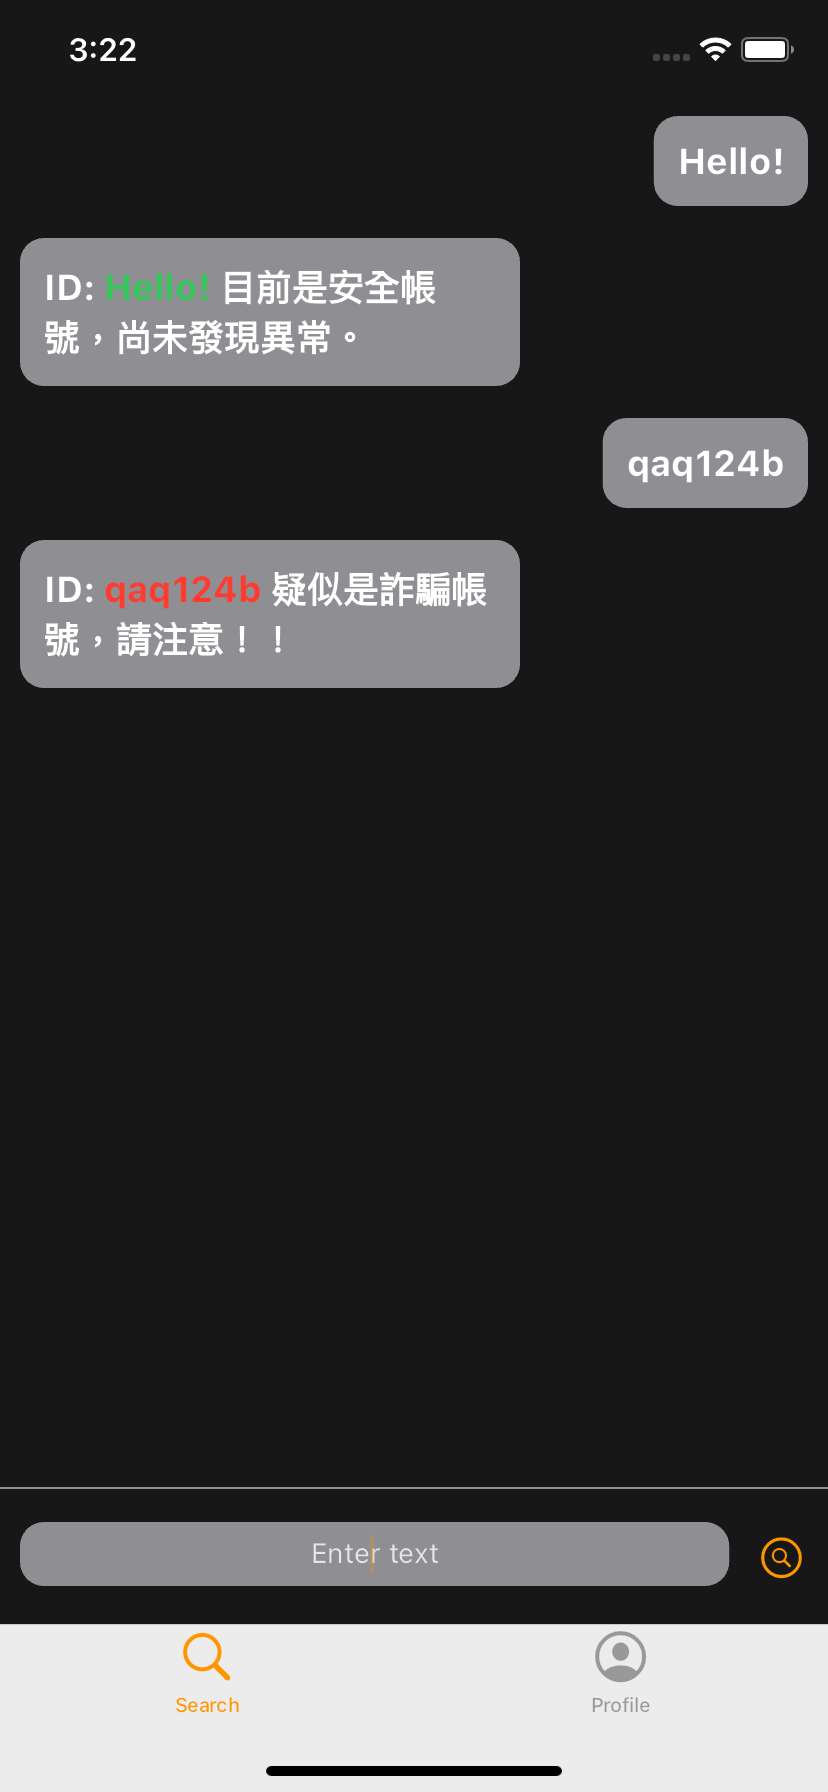 3:22
Hello!
ID: Hello! 目前是安全帳
號，尚未發現異常。
qaq124b
ID: qaq124b 疑似是詐騙帳
號，請注意！！
Enter text
Search
Profile